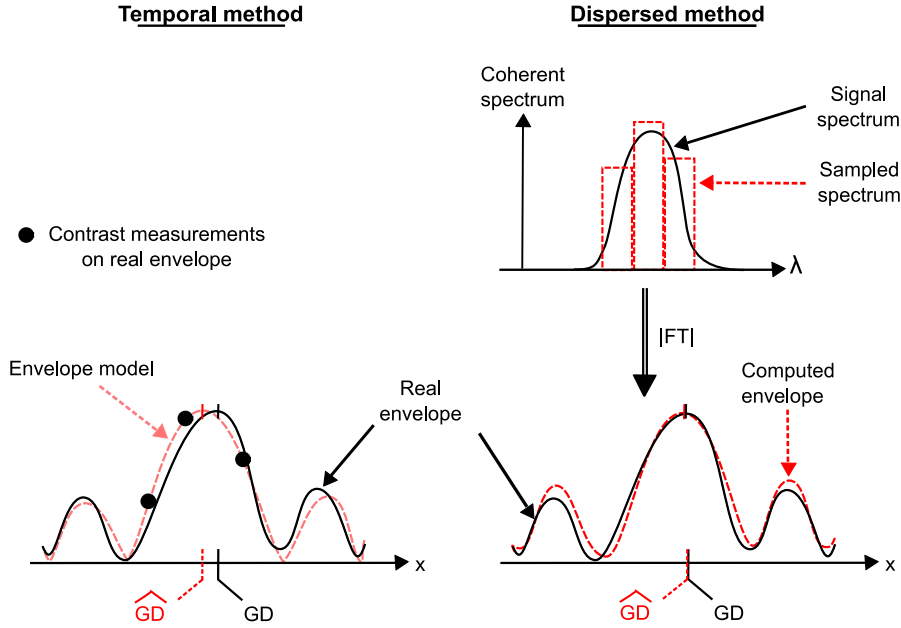 Temporal method
Contrast measurements
on real envelope
Envelope model
Real
envelope
x
GD
GD
Dispersed method
Coherent
spectrum
Signal
spectrum
Sampled
spectrum
λ
|FT|
Computed
envelope
x
GD
GD